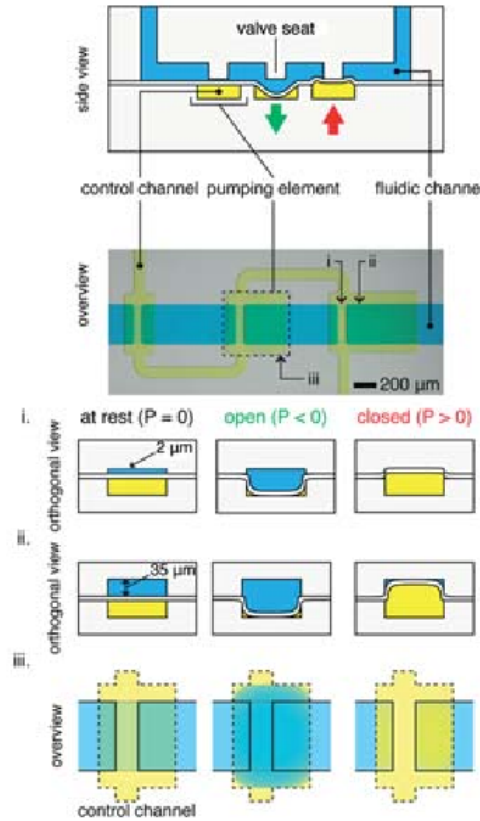 valve seat
side view
control channel
pumping element
fluidic channel
overview
i
ii
iii
200 µm
i.
at rest (P = 0)
open (P < 0)
closed (P > 0)
2 µm
orthogonal view
ii.
35 µm
orthogonal view
iii.
overview
control channel